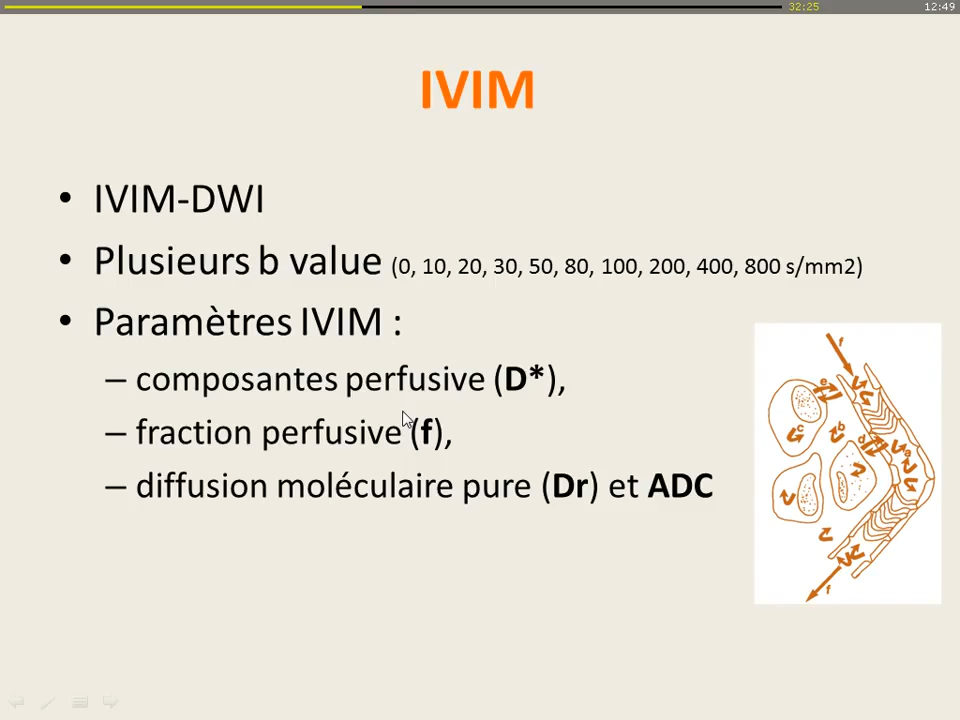 32:25
12:49
IVIM
• IVIM-DWI
• Plusieurs b value (0, 10, 20, 30, 50, 80, 100, 200, 400, 800 s/mm2)
• Paramètres IVIM :
– composantes perfusive (D*),
– fraction perfusive (f),
– diffusion moléculaire pure (Dr) et ADC
f
e
c
b
d
a
f